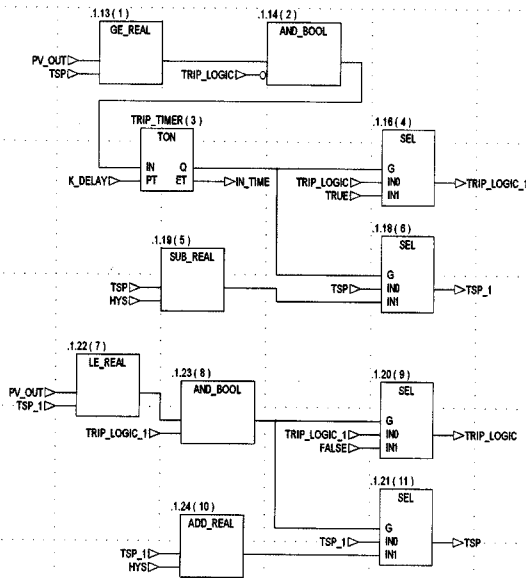 .1.13 ( 1 )
GE_REAL
PV_OUT
TSP
.1.14 ( 2 )
AND_BOOL
TRIP_LOGIC
TRIP_TIMER ( 3 )
TON
IN Q
PT ET
K_DELAY
IN_TIME
.1.16 ( 4 )
SEL
G
TRIP_LOGIC IN0
TRUE IN1
TRIP_LOGIC_1
.1.19 ( 5 )
SUB_REAL
TSP
HYS
.1.18 ( 6 )
SEL
G
TSP IN0
IN1
TSP_1
.1.22 ( 7 )
LE_REAL
PV_OUT
TSP_1
.1.23 ( 8 )
AND_BOOL
TRIP_LOGIC_1
.1.20 ( 9 )
SEL
G
TRIP_LOGIC_1 IN0
FALSE IN1
TRIP_LOGIC
.1.24 ( 10 )
ADD_REAL
TSP_1
HYS
.1.21 ( 11 )
SEL
G
TSP_1 IN0
IN1
TSP